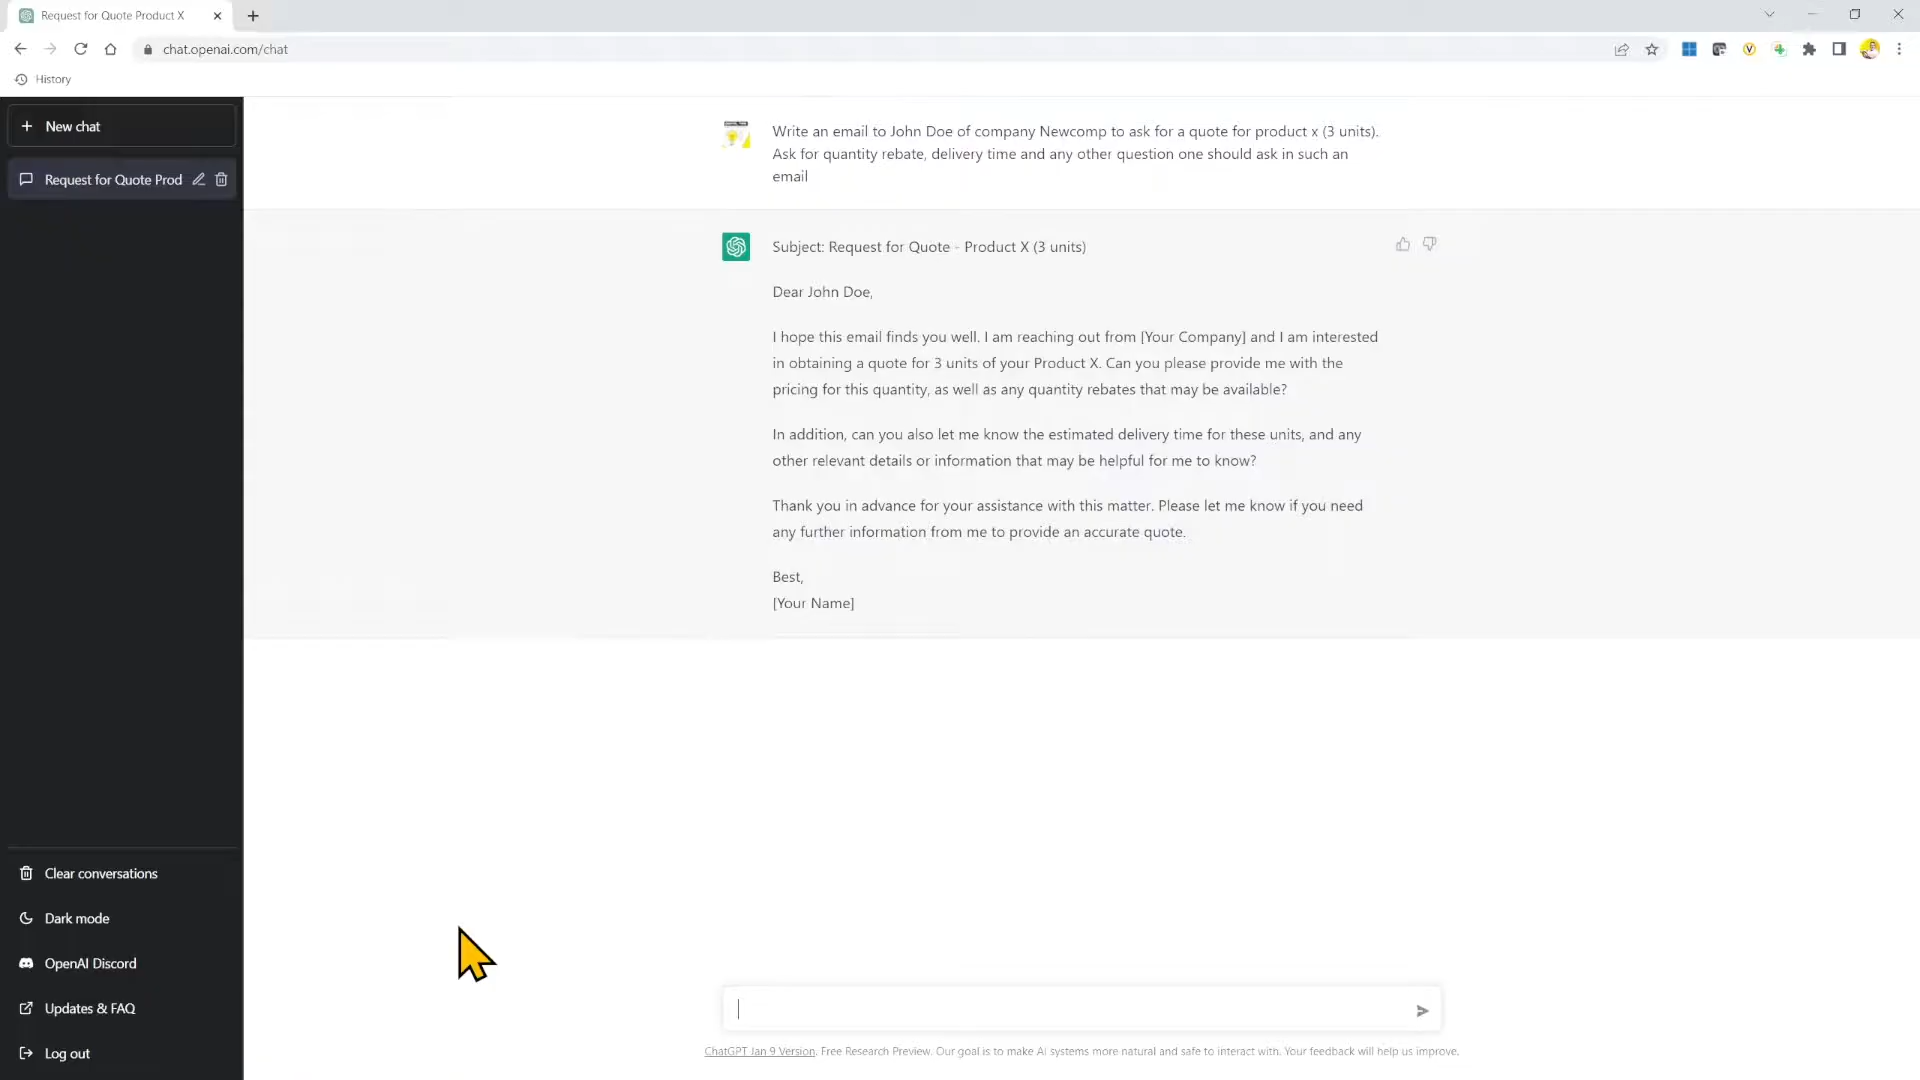 Request for Quote Product X
chat.openai.com/chat
History
New chat
Request for Quote Prod
Write an email to John Doe of company Newcomp to ask for a quote for product x (3 units).
Ask for quantity rebate, delivery time and any other question one should ask in such an
email
Subject: Request for Quote - Product X (3 units)
Dear John Doe,
I hope this email finds you well. I am reaching out from [Your Company] and I am interested
in obtaining a quote for 3 units of your Product X. Can you please provide me with the
pricing for this quantity, as well as any quantity rebates that may be available?
In addition, can you also let me know the estimated delivery time for these units, and any
other relevant details or information that may be helpful for me to know?
Thank you in advance for your assistance with this matter. Please let me know if you need
any further information from me to provide an accurate quote.
Best,
[Your Name]
Clear conversations
Dark mode
OpenAI Discord
Updates & FAQ
Log out
ChatGPT Jan 9 Version. Free Research Preview. Our goal is to make AI systems more natural and safe to interact with. Your feedback will help us improve.